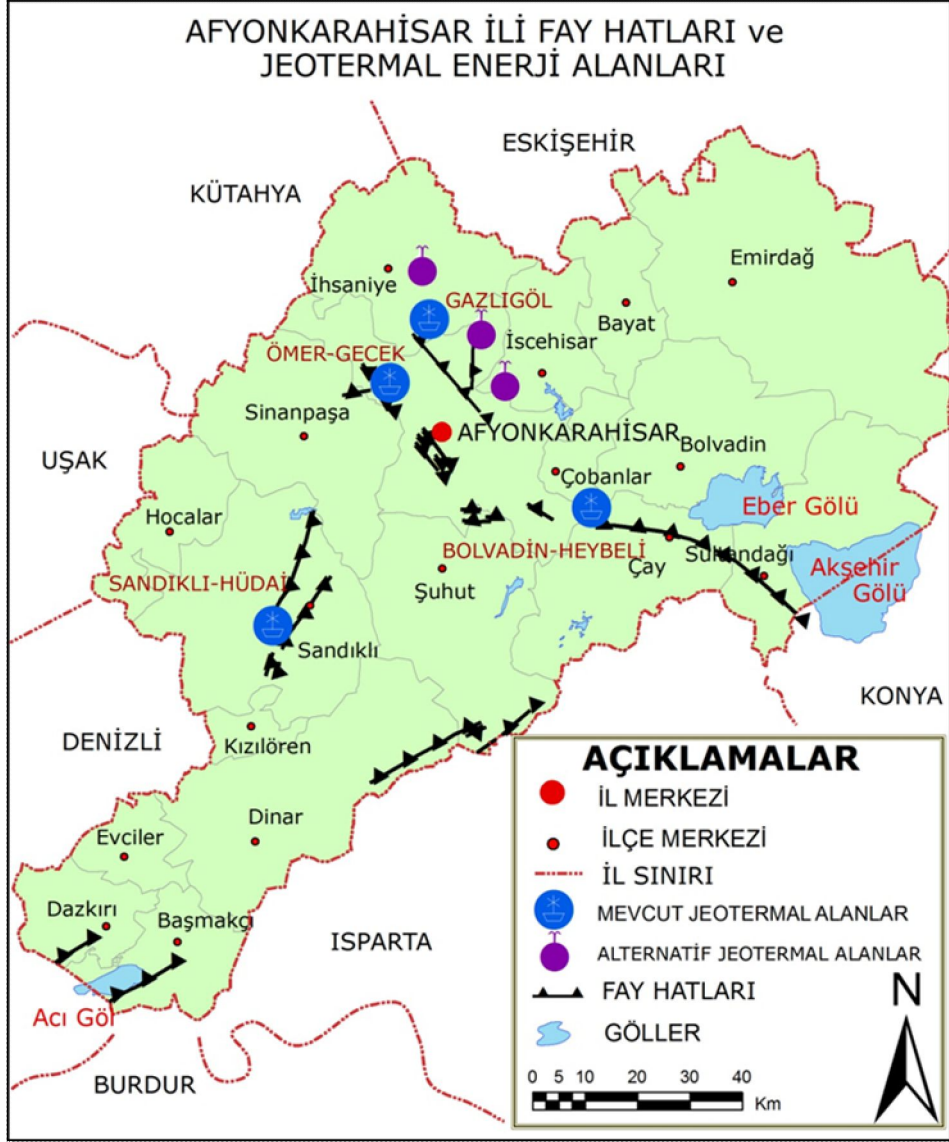 AFYONKARAHİSAR İLİ FAY HATLARI ve
JEOTERMAL ENERJİ ALANLARI
ESKİŞEHİR
KÜTAHYA
Emirdağ
İhsaniye
GAZLIGÖL
Bayat
İscehisar
ÖMER-GECEK
Sinanpaşa
AFYONKARAHİSAR
Bolvadin
UŞAK
Çobanlar
Eber Gölü
Hocalar
BOLVADİN-HEYBELİ
Sultandağı
Çay
Akşehir
Gölü
SANDIKLI-HÜDAİ
Şuhut
Sandıklı
KONYA
DENİZLİ
Kızılören
Dinar
Evciler
Dazkırı
Başmakçı
ISPARTA
Acı Göl
BURDUR
AÇIKLAMALAR
İL MERKEZİ
İLÇE MERKEZİ
İL SINIRI
MEVCUT JEOTERMAL ALANLAR
ALTERNATİF JEOTERMAL ALANLAR
FAY HATLARI
GÖLLER
N
0 5 10 20 30 40
Km